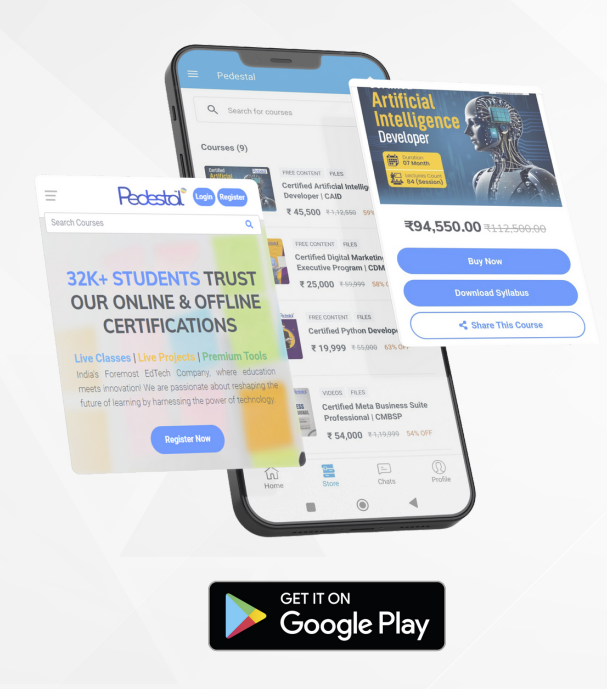 Pedestal
Search for courses
Courses (9)
FREE CONTENT FILES
Certified Artificial Intellig
Developer | CAID
₹ 45,500 ₹ 1,12,550 59%
FREE CONTENT FILES
Certified Digital Marketin
Executive Program | CDM
₹ 25,000 ₹ 59,999 58%
FREE CONTENT FILES
Certified Python Develope
₹ 19,999 ₹ 55,000 63% OFF
VIDEOS FILES
Certified Meta Business Suite
Professional | CMBSP
₹ 54,000 ₹ 1,19,999 54% OFF
Home
Store
Chats
Profile
Pedestal
Login
Register
Search Courses
32K+ STUDENTS TRUST
OUR ONLINE & OFFLINE
CERTIFICATIONS
Live Classes | Live Projects | Premium Tools
India's Foremost EdTech Company, where education
meets innovation! We are passionate about reshaping the
future of learning by harnessing the power of technology.
Register Now
Artificial
Intelligence
Developer
Duration
07 Month
Lectures Count
84 (Session)
₹94,550.00 ₹112,500.00
Buy Now
Download Syllabus
Share This Course
GET IT ON
Google Play